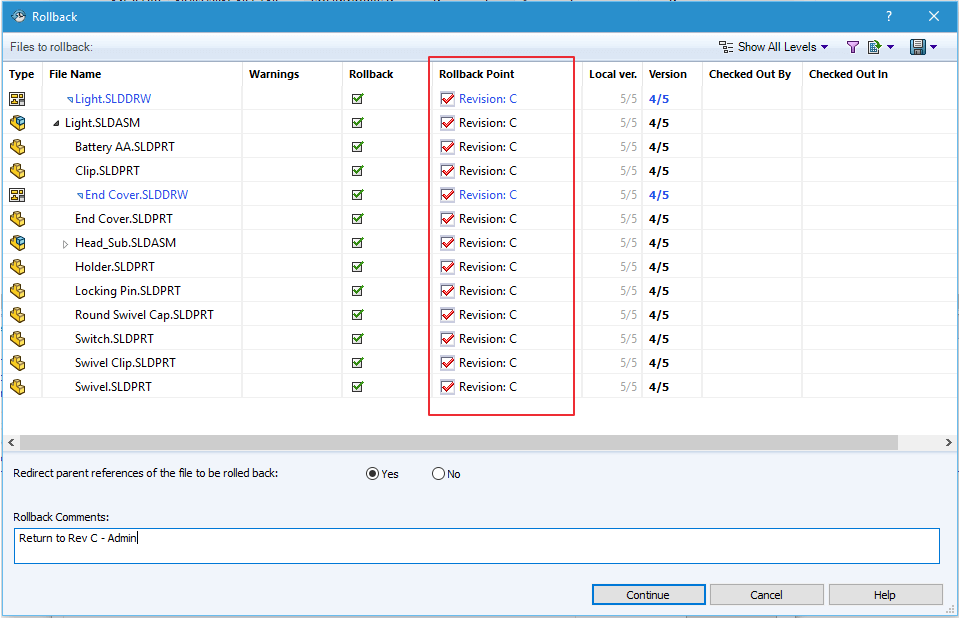 Rollback
?
Files to rollback:
Show All Levels
Type File Name Warnings Rollback Rollback Point Local ver. Version Checked Out By Checked Out In
Light.SLDDRW Revision: C 5/5 4/5
Light.SLDASM Revision: C 5/5 4/5
Battery AA.SLDPRT Revision: C 5/5 4/5
Clip.SLDPRT Revision: C 5/5 4/5
End Cover.SLDDRW Revision: C 5/5 4/5
End Cover.SLDPRT Revision: C 5/5 4/5
Head_Sub.SLDASM Revision: C 5/5 4/5
Holder.SLDPRT Revision: C 5/5 4/5
Locking Pin.SLDPRT Revision: C 5/5 4/5
Round Swivel Cap.SLDPRT Revision: C 5/5 4/5
Switch.SLDPRT Revision: C 5/5 4/5
Swivel Clip.SLDPRT Revision: C 5/5 4/5
Swivel.SLDPRT Revision: C 5/5 4/5
Redirect parent references of the file to be rolled back: Yes No
Rollback Comments:
Return to Rev C - Admin
Continue Cancel Help